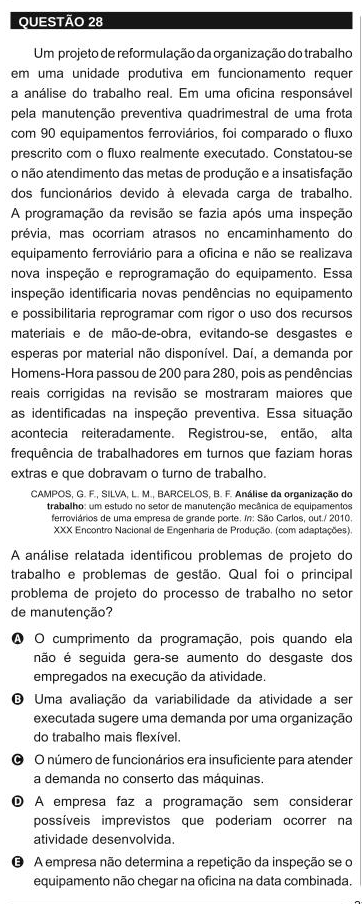 QUESTÃO 28
Um projeto de reformulação da organização do trabalho
em uma unidade produtiva em funcionamento requer
a análise do trabalho real. Em uma oficina responsável
pela manutenção preventiva quadrimestral de uma frota
com 90 equipamentos ferroviários, foi comparado o fluxo
prescrito com o fluxo realmente executado. Constatou-se
o não atendimento das metas de produção e a insatisfação
dos funcionários devido à elevada carga de trabalho.
A programação da revisão se fazia após uma inspeção
prévia, mas ocorriam atrasos no encaminhamento do
equipamento ferroviário para a oficina e não se realizava
nova inspeção e reprogramação do equipamento. Essa
inspeção identificaria novas pendências no equipamento
e possibilitaria reprogramar com rigor o uso dos recursos
materiais e de mão-de-obra, evitando-se desgastes e
esperas por material não disponível. Daí, a demanda por
Homens-Hora passou de 200 para 280, pois as pendências
reais corrigidas na revisão se mostraram maiores que
as identificadas na inspeção preventiva. Essa situação
acontecia reiteradamente. Registrou-se, então, alta
frequência de trabalhadores em turnos que faziam horas
extras e que dobravam o turno de trabalho.
CAMPOS, G. F., SILVA, L. M., BARCELOS, B. F. Análise da organização do
trabalho: um estudo no setor de manutenção mecânica de equipamentos
ferroviários de uma empresa de grande porte. In: São Carlos, out./ 2010.
XXX Encontro Nacional de Engenharia de Produção. (com adaptações).
A análise relatada identificou problemas de projeto do
trabalho e problemas de gestão. Qual foi o principal
problema de projeto do processo de trabalho no setor
de manutenção?
A O cumprimento da programação, pois quando ela
não é seguida gera-se aumento do desgaste dos
empregados na execução da atividade.
B Uma avaliação da variabilidade da atividade a ser
executada sugere uma demanda por uma organização
do trabalho mais flexível.
C O número de funcionários era insuficiente para atender
a demanda no conserto das máquinas.
D A empresa faz a programação sem considerar
possíveis imprevistos que poderiam ocorrer na
atividade desenvolvida.
E A empresa não determina a repetição da inspeção se o
equipamento não chegar na oficina na data combinada.